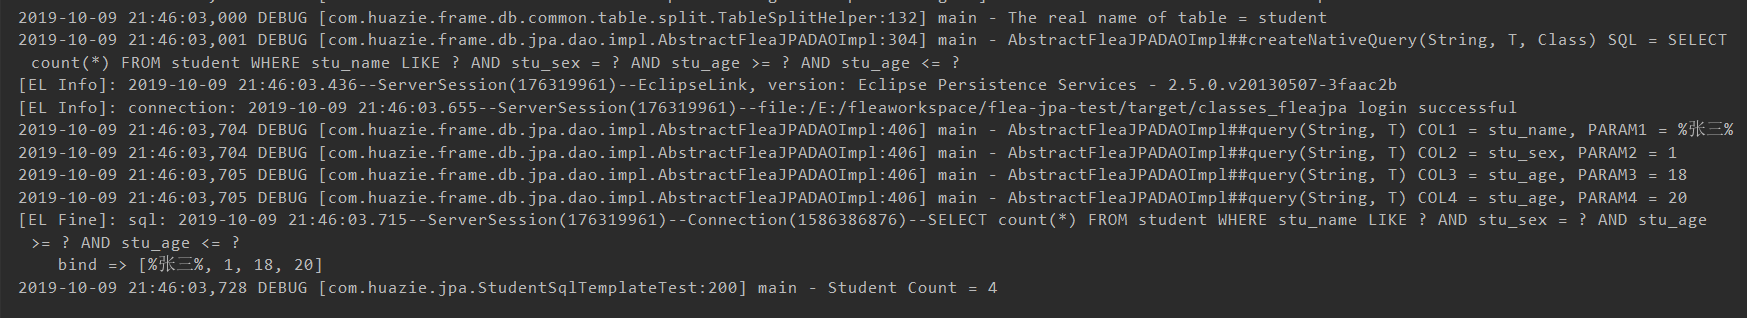 2019-10-09 21:46:03,000 DEBUG [com.huazie.frame.db.common.table.split.TableSplitHelper:132] main - The real name of table = student
2019-10-09 21:46:03,001 DEBUG [com.huazie.frame.db.jpa.dao.impl.AbstractFleaJPADAOImpl:304] main - AbstractFleaJPADAOImpl##createNativeQuery(String, T, Class) SQL = SELECT
count(*) FROM student WHERE stu_name LIKE ? AND stu_sex = ? AND stu_age >= ? AND stu_age <= ?
[EL Info]: 2019-10-09 21:46:03.436--ServerSession(176319961)--EclipseLink, version: Eclipse Persistence Services - 2.5.0.v20130507-3faac2b
[EL Info]: connection: 2019-10-09 21:46:03.655--ServerSession(176319961)--file:/E:/fleaworkspace/flea-jpa-test/target/classes_fleajpa login successful
2019-10-09 21:46:03,704 DEBUG [com.huazie.frame.db.jpa.dao.impl.AbstractFleaJPADAOImpl:406] main - AbstractFleaJPADAOImpl##query(String, T) COL1 = stu_name, PARAM1 = %张三%
2019-10-09 21:46:03,704 DEBUG [com.huazie.frame.db.jpa.dao.impl.AbstractFleaJPADAOImpl:406] main - AbstractFleaJPADAOImpl##query(String, T) COL2 = stu_sex, PARAM2 = 1
2019-10-09 21:46:03,705 DEBUG [com.huazie.frame.db.jpa.dao.impl.AbstractFleaJPADAOImpl:406] main - AbstractFleaJPADAOImpl##query(String, T) COL3 = stu_age, PARAM3 = 18
2019-10-09 21:46:03,705 DEBUG [com.huazie.frame.db.jpa.dao.impl.AbstractFleaJPADAOImpl:406] main - AbstractFleaJPADAOImpl##query(String, T) COL4 = stu_age, PARAM4 = 20
[EL Fine]: sql: 2019-10-09 21:46:03.715--ServerSession(176319961)--Connection(1586386876)--SELECT count(*) FROM student WHERE stu_name LIKE ? AND stu_sex = ? AND stu_age
>= ? AND stu_age <= ?
bind => [%张三%, 1, 18, 20]
2019-10-09 21:46:03,728 DEBUG [com.huazie.jpa.StudentSqlTemplateTest:200] main - Student Count = 4